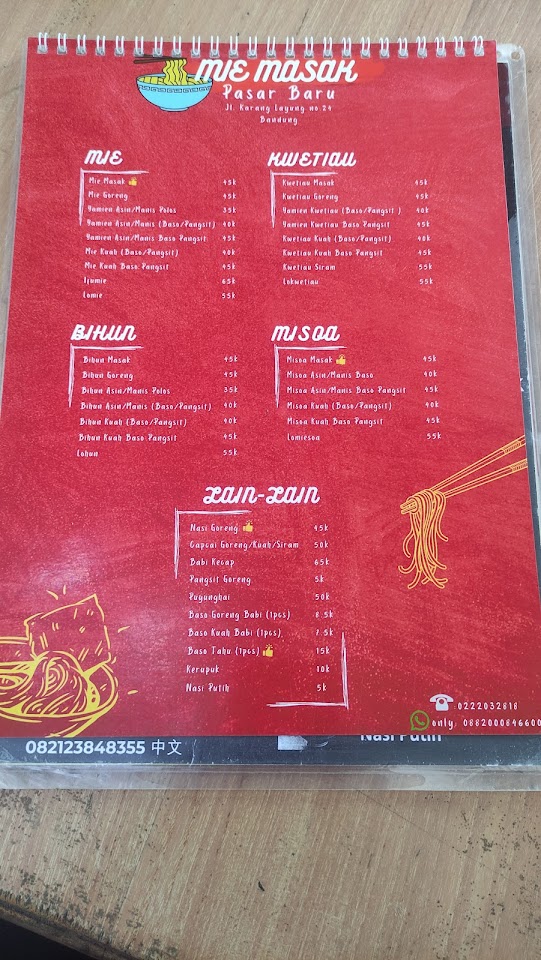 MIE MASAK
Pasar Baru
Jl. Karang Layung no.24
Bandung
MIE
Mie Masak 45k
Mie Goreng 45k
Yamien Asin/Manis Polos 35k
Yamien Asin/Manis (Baso/Pangsit) 40k
Yamien Asin/Manis Baso Pangsit 45k
Mie Kuah (Baso/Pangsit) 40k
Mie Kuah Baso Pangsit 45k
Ijumie 65k
Lomie 55k
KWETIAU
Kwetiau Masak 45k
Kwetiau Goreng 45k
Yamien Kwetiau (Baso/Pangsit ) 40k
Yamien Kwetiau Baso Pangsit 45k
Kwetiau Kuah (Baso/Pangsit) 40k
Kwetiau Kuah Baso Pangsit 45k
Kwetiau Siram 55k
Lokwetiau 55k
BIHUN
Bihun Masak 45k
Bihun Goreng 45k
Bihun Asin/Manis Polos 35k
Bihun Asin/Manis (Baso/Pangsit) 40k
Bihun Kuah (Baso/Pangsit) 40k
Bihun Kuah Baso Pangsit 45k
Lohun 55k
MISOA
Misoa Masak 45k
Misoa Asin/Manis Baso 40k
Misoa Asin/Manis Baso Pangsit 45k
Misoa Kuah (Baso/Pangsit) 40k
Misoa Kuah Baso Pangsit 45k
Lomisoa 55k
LAIN-LAIN
Nasi Goreng 45k
Capcai Goreng/Kuah/Siram 50k
Babi Kecap 65k
Pangsit Goreng 5k
Puyunghai 50k
Baso Goreng Babi (1pcs) 8.5k
Baso Kuah Babi (1pcs) 7.5k
Baso Tahu (1pcs) 15k
Kerupuk 10k
Nasi Putih 5k
0222032818
only. 0882000846600
082123848355 中文
Nasi Putih